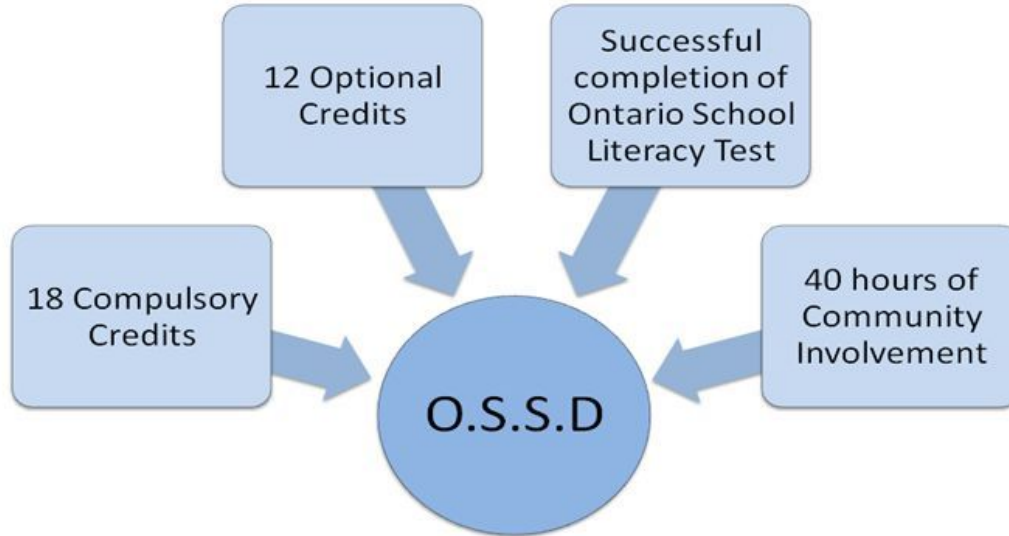 12 Optional
Credits
Successful
completion of
Ontario School
Literacy Test
18 Compulsory
Credits
40 hours of
Community
Involvement
O.S.S.D